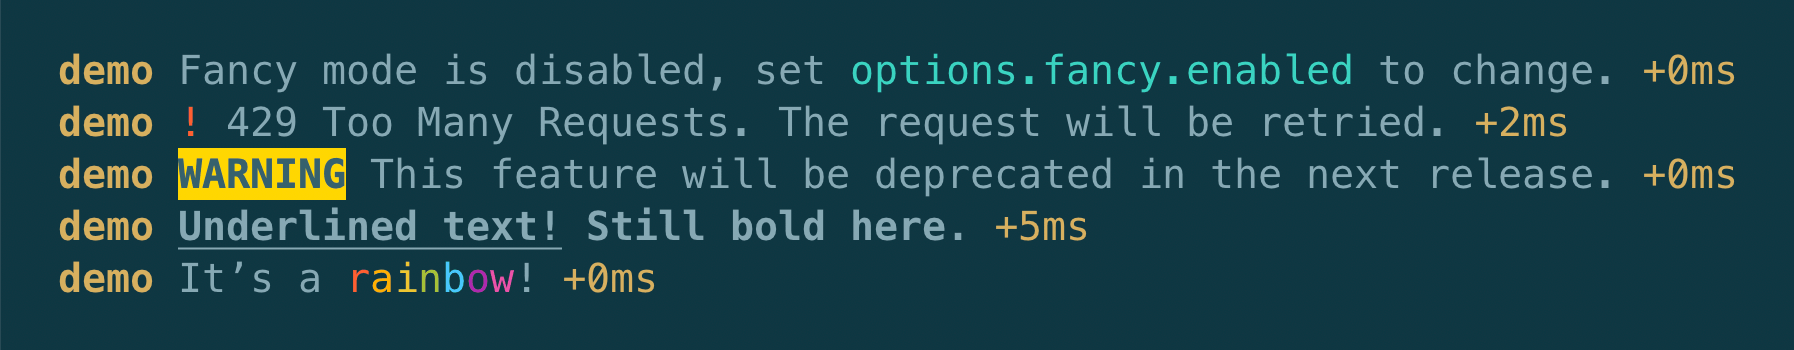 demo Fancy mode is disabled, set options.fancy.enabled to change. +0ms
demo ! 429 Too Many Requests. The request will be retried. +2ms
demo WARNING This feature will be deprecated in the next release. +0ms
demo Underlined text! Still bold here. +5ms
demo It’s a rainbow! +0ms